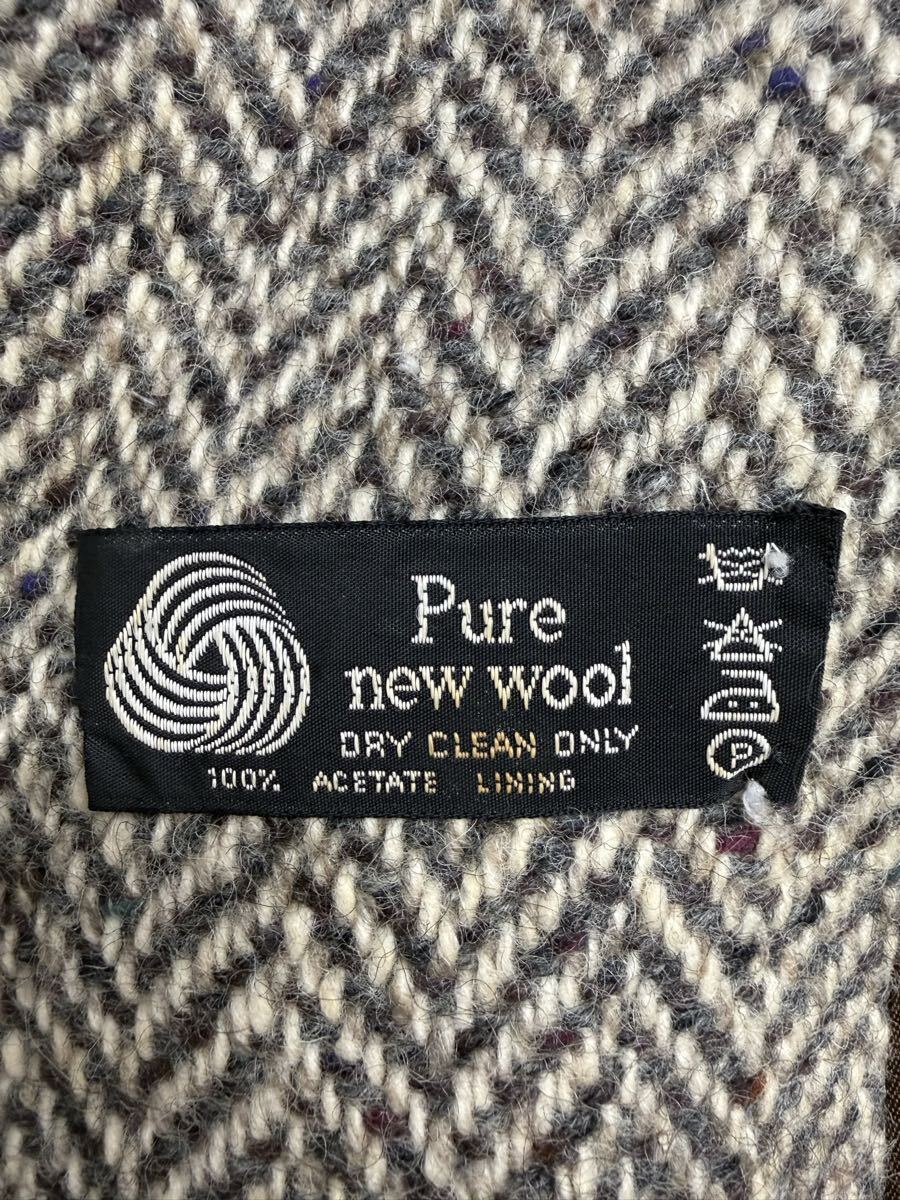 Pure
new wool
DRY CLEAN ONLY
100% ACETATE LINING
P